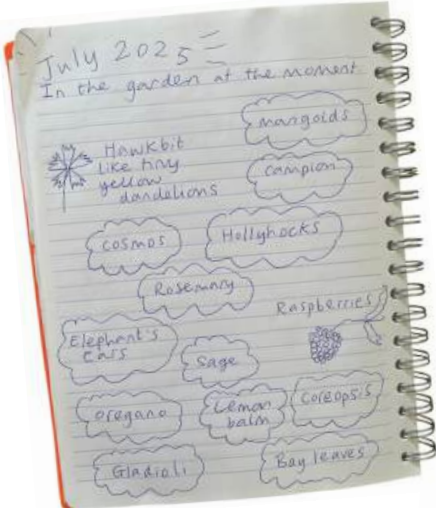 July 2025
In the garden at the moment
marigolds
Hawkbit
like tiny
yellow
dandelions
Campion
Cosmos
Hollyhocks
Rosemary
Raspberries
Elephant's
ears
Sage
oregano
Lemon
balm
Coreopsis
Gladioli
Bay leaves